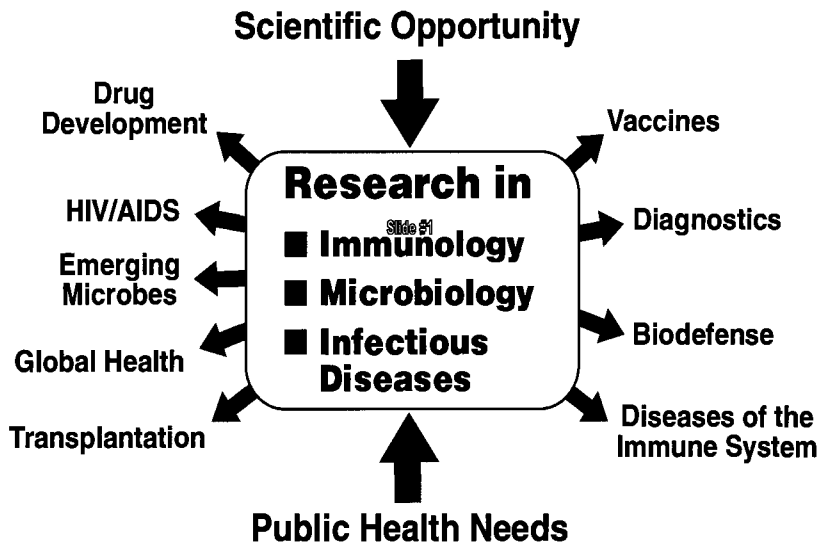 Scientific Opportunity
Drug
Development
HIV/AIDS
Emerging
Microbes
Global Health
Transplantation
Research in
Slide #1
■ Immunology
■ Microbiology
■ Infectious
Diseases
Vaccines
Diagnostics
Biodefense
Diseases of the
Immune System
Public Health Needs